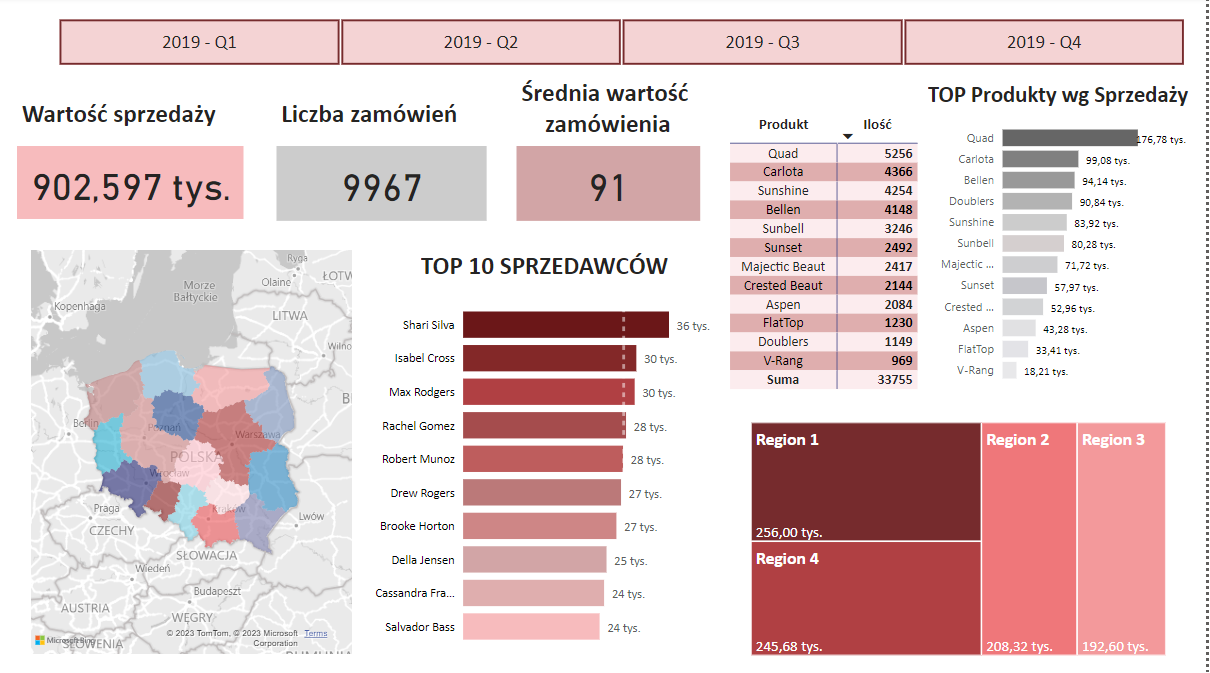 2019 - Q1
2019 - Q2
2019 - Q3
2019 - Q4
Wartość sprzedaży
902,597 tys.
Liczba zamówień
9967
Średnia wartość
zamówienia
91
Produkt Ilość
Quad 5256
Carlota 4366
Sunshine 4254
Bellen 4148
Sunbell 3246
Sunset 2492
Majectic Beaut 2417
Crested Beaut 2144
Aspen 2084
FlatTop 1230
Doublers 1149
V-Rang 969
Suma 33755
TOP Produkty wg Sprzedaży
Quad 176,78 tys.
Carlota 99,08 tys.
Bellen 94,14 tys.
Doublers 90,84 tys.
Sunshine 83,92 tys.
Sunbell 80,28 tys.
Majectic ... 71,72 tys.
Sunset 57,97 tys.
Crested ... 52,96 tys.
Aspen 43,28 tys.
FlatTop 33,41 tys.
V-Rang 18,21 tys.
Ryga
ŁOTW
Olaine
Morze
Bałtyckie
Kopenhaga
LITWA
Wilno
Berlin
Poznań
Warszawa
POLSKA
Wrocław
Praga
Kraków
Lwów
CZECHY
SŁOWACJA
Wiedeń
Budapeszt
AUSTRIA
WĘGRY
SŁOWENIA
RUMUNIA
Microsoft Bing
© 2023 TomTom, © 2023 Microsoft Terms
Corporation
TOP 10 SPRZEDAWCÓW
Shari Silva 36 tys.
Isabel Cross 30 tys.
Max Rodgers 30 tys.
Rachel Gomez 28 tys.
Robert Munoz 28 tys.
Drew Rogers 27 tys.
Brooke Horton 27 tys.
Della Jensen 25 tys.
Cassandra Fra... 24 tys.
Salvador Bass 24 tys.
Region 1
256,00 tys.
Region 4
245,68 tys.
Region 2
208,32 tys.
Region 3
192,60 tys.